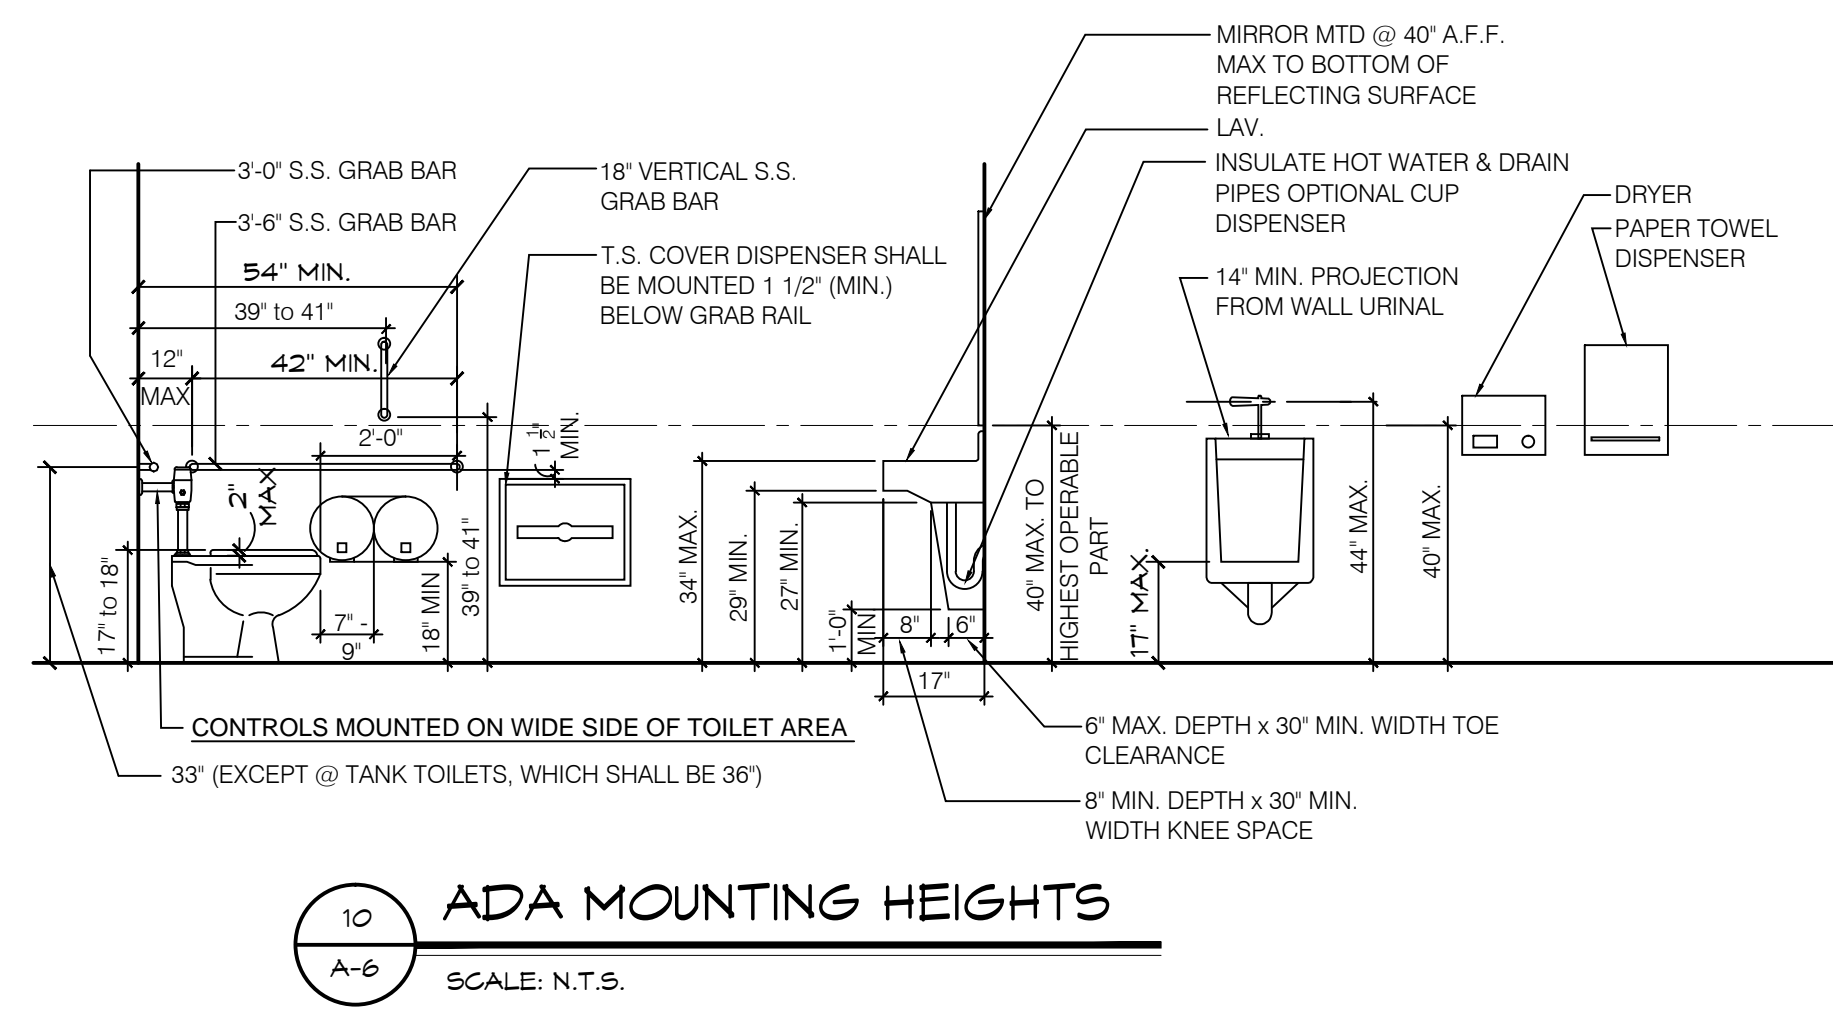 MIRROR MTD @ 40" A.F.F.
MAX TO BOTTOM OF
REFLECTING SURFACE
LAV.
INSULATE HOT WATER & DRAIN
PIPES OPTIONAL CUP
DISPENSER
3'-0" S.S. GRAB BAR
3'-6" S.S. GRAB BAR
18" VERTICAL S.S.
GRAB BAR
T.S. COVER DISPENSER SHALL
BE MOUNTED 1 1/2" (MIN.)
BELOW GRAB RAIL
DRYER
PAPER TOWEL
DISPENSER
14" MIN. PROJECTION
FROM WALL URINAL
54" MIN.
39" to 41"
12"
MAX
42" MIN.
2'-0"
1 1/2"
MIN.
2"
MAX
17" to 18"
7" -
9"
18" MIN
39" to 41"
34" MAX.
29" MIN.
27" MIN.
1'-0"
MIN.
8"
6"
17"
40" MAX. TO
HIGHEST OPERABLE
PART
17" MAX.
44" MAX.
40" MAX.
CONTROLS MOUNTED ON WIDE SIDE OF TOILET AREA
33" (EXCEPT @ TANK TOILETS, WHICH SHALL BE 36")
6" MAX. DEPTH x 30" MIN. WIDTH TOE
CLEARANCE
8" MIN. DEPTH x 30" MIN.
WIDTH KNEE SPACE
10
A-6
ADA MOUNTING HEIGHTS
SCALE: N.T.S.